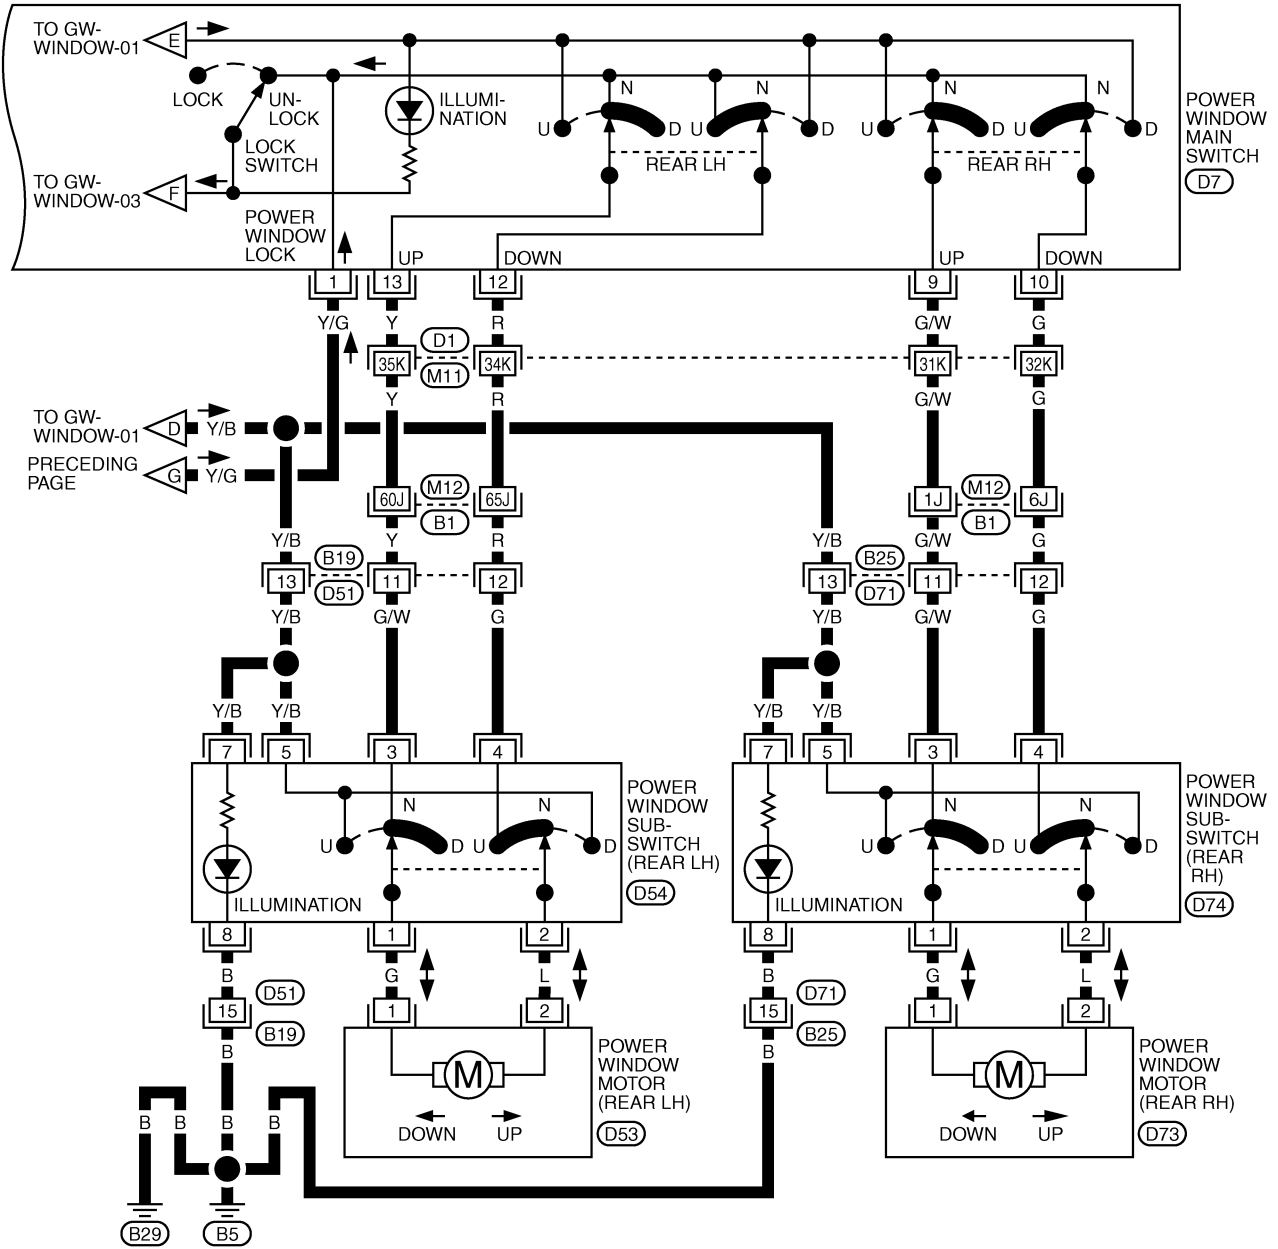 TO GW-
WINDOW-01
E
LOCK
UN-
LOCK
ILLUMI-
NATION
LOCK
SWITCH
TO GW-
WINDOW-03
F
U
N
D
U
N
D
REAR LH
U
N
D
U
N
D
REAR RH
POWER
WINDOW
MAIN
SWITCH
D7
POWER
WINDOW
LOCK
UP
DOWN
UP
DOWN
1
13
12
9
10
Y/G
Y
R
G/W
G
D1
35K
34K
31K
32K
M11
Y
R
G/W
G
TO GW-
WINDOW-01
D
Y/B
PRECEDING
PAGE
G
Y/G
M12
M12
60J
65J
1J
6J
B1
B1
Y/B
Y
R
Y/B
G/W
G
B19
B25
13
11
12
13
11
12
D51
D71
Y/B
G/W
G
Y/B
G/W
G
Y/B
Y/B
Y/B
Y/B
7
5
3
4
7
5
3
4
U
N
D
U
N
D
ILLUMINATION
POWER
WINDOW
SUB-
SWITCH
(REAR LH)
D54
U
N
D
U
N
D
ILLUMINATION
POWER
WINDOW
SUB-
SWITCH
(REAR
RH)
D74
8
1
2
8
1
2
B
G
L
B
G
L
D51
D71
15
1
2
15
1
2
B19
B25
B
B
M
DOWN
UP
POWER
WINDOW
MOTOR
(REAR LH)
D53
M
DOWN
UP
POWER
WINDOW
MOTOR
(REAR RH)
D73
B
B
B
B
B29
B5